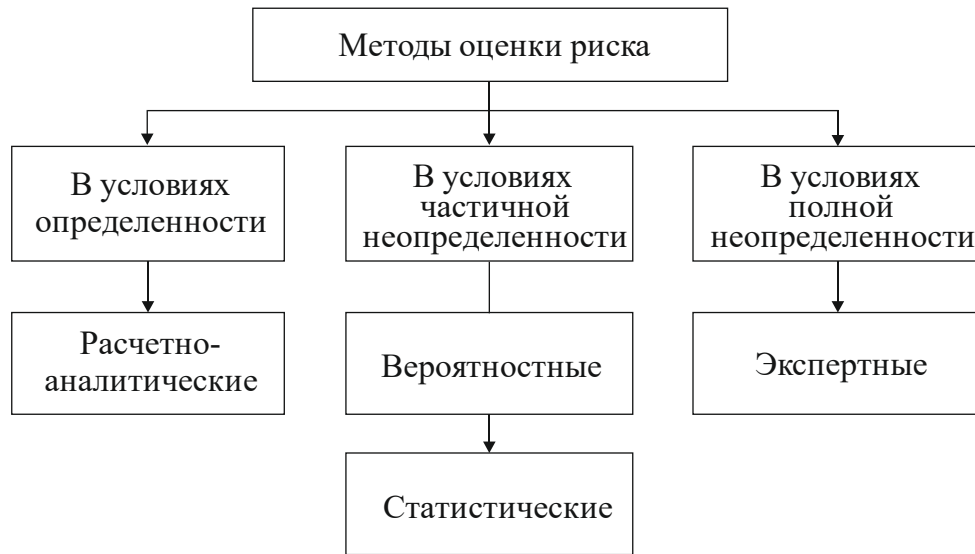 Методы оценки риска
В условиях
определенности
В условиях
частичной
неопределенности
В условиях
полной
неопределенности
Расчетно-
аналитические
Вероятностные
Экспертные
Статистические